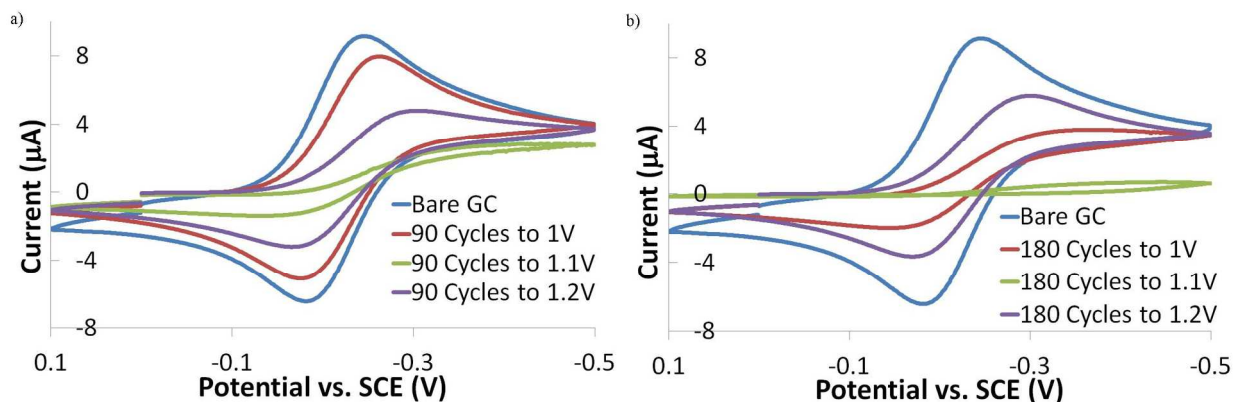 a)
8
4
0
-4
-8
Current (µA)
Bare GC
90 Cycles to 1V
90 Cycles to 1.1V
90 Cycles to 1.2V
0.1
-0.1
-0.3
-0.5
Potential vs. SCE (V)
b)
8
4
0
-4
-8
Current (µA)
Bare GC
180 Cycles to 1V
180 Cycles to 1.1V
180 Cycles to 1.2V
0.1
-0.1
-0.3
-0.5
Potential vs. SCE (V)